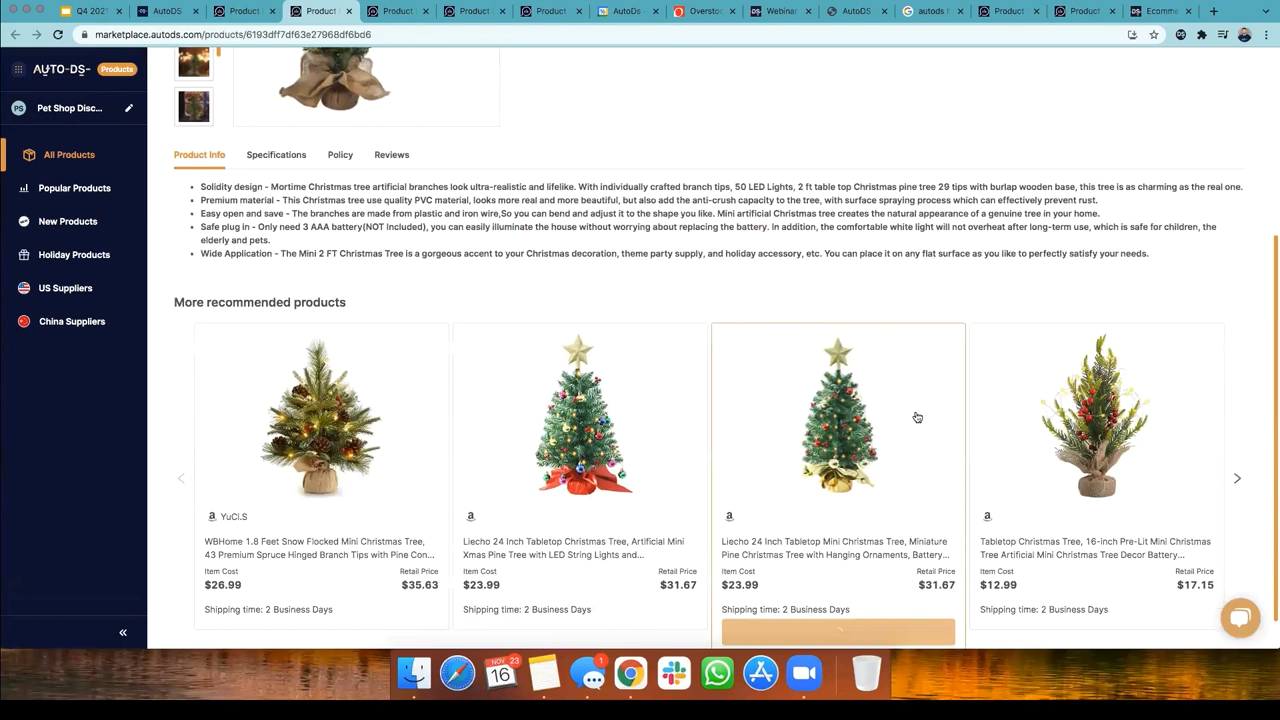 Q4 2021
AutoDS
Product
Product
Product
Product
Product
AutoDS -
Oversto
Webinar
AutoDS
autods
Product
Product
Ecomme
marketplace.autods.com/products/6193dff7df63e27968df6bd6
AUTO-DS-
Products
PS
Pet Shop Disc...
All Products
Popular Products
New Products
Holiday Products
US Suppliers
China Suppliers
Product Info
Specifications
Policy
Reviews
Solidity design - Mortime Christmas tree artificial branches look ultra-realistic and lifelike. With individually crafted branch tips, 50 LED Lights, 2 ft table top Christmas pine tree 29 tips with burlap wooden base, this tree is as charming as the real one.
Premium material - This Christmas tree use quality PVC material, looks more real and more beautiful, but also add the anti-crush capacity to the tree, with surface spraying process which can effectively prevent rust.
Easy open and save - The branches are made from plastic and iron wire,So you can bend and adjust it to the shape you like. Mini artificial Christmas tree creates the natural appearance of a genuine tree in your home.
Safe plug in - Only need 3 AAA battery(NOT Included), you can easily illuminate the house without worrying about replacing the battery. In addition, the comfortable white light will not overheat after long-term use, which is safe for children, the
elderly and pets.
Wide Application - The Mini 2 FT Christmas Tree is a gorgeous accent to your Christmas decoration, theme party supply, and holiday accessory, etc. You can place it on any flat surface as you like to perfectly satisfy your needs.
More recommended products
a YuCi.S
WBHome 1.8 Feet Snow Flocked Mini Christmas Tree,
43 Premium Spruce Hinged Branch Tips with Pine Con...
Item Cost
Retail Price
$26.99
$35.63
Shipping time: 2 Business Days
a
Liecho 24 Inch Tabletop Christmas Tree, Artificial Mini
Xmas Pine Tree with LED String Lights and...
Item Cost
Retail Price
$23.99
$31.67
Shipping time: 2 Business Days
a
Liecho 24 Inch Tabletop Mini Christmas Tree, Miniature
Pine Christmas Tree with Hanging Ornaments, Battery...
Item Cost
Retail Price
$23.99
$31.67
Shipping time: 2 Business Days
a
Tabletop Christmas Tree, 16-inch Pre-Lit Mini Christmas
Tree Artificial Mini Christmas Tree Decor Battery...
Item Cost
Retail Price
$12.99
$17.15
Shipping time: 2 Business Days
NOV 23
16
1